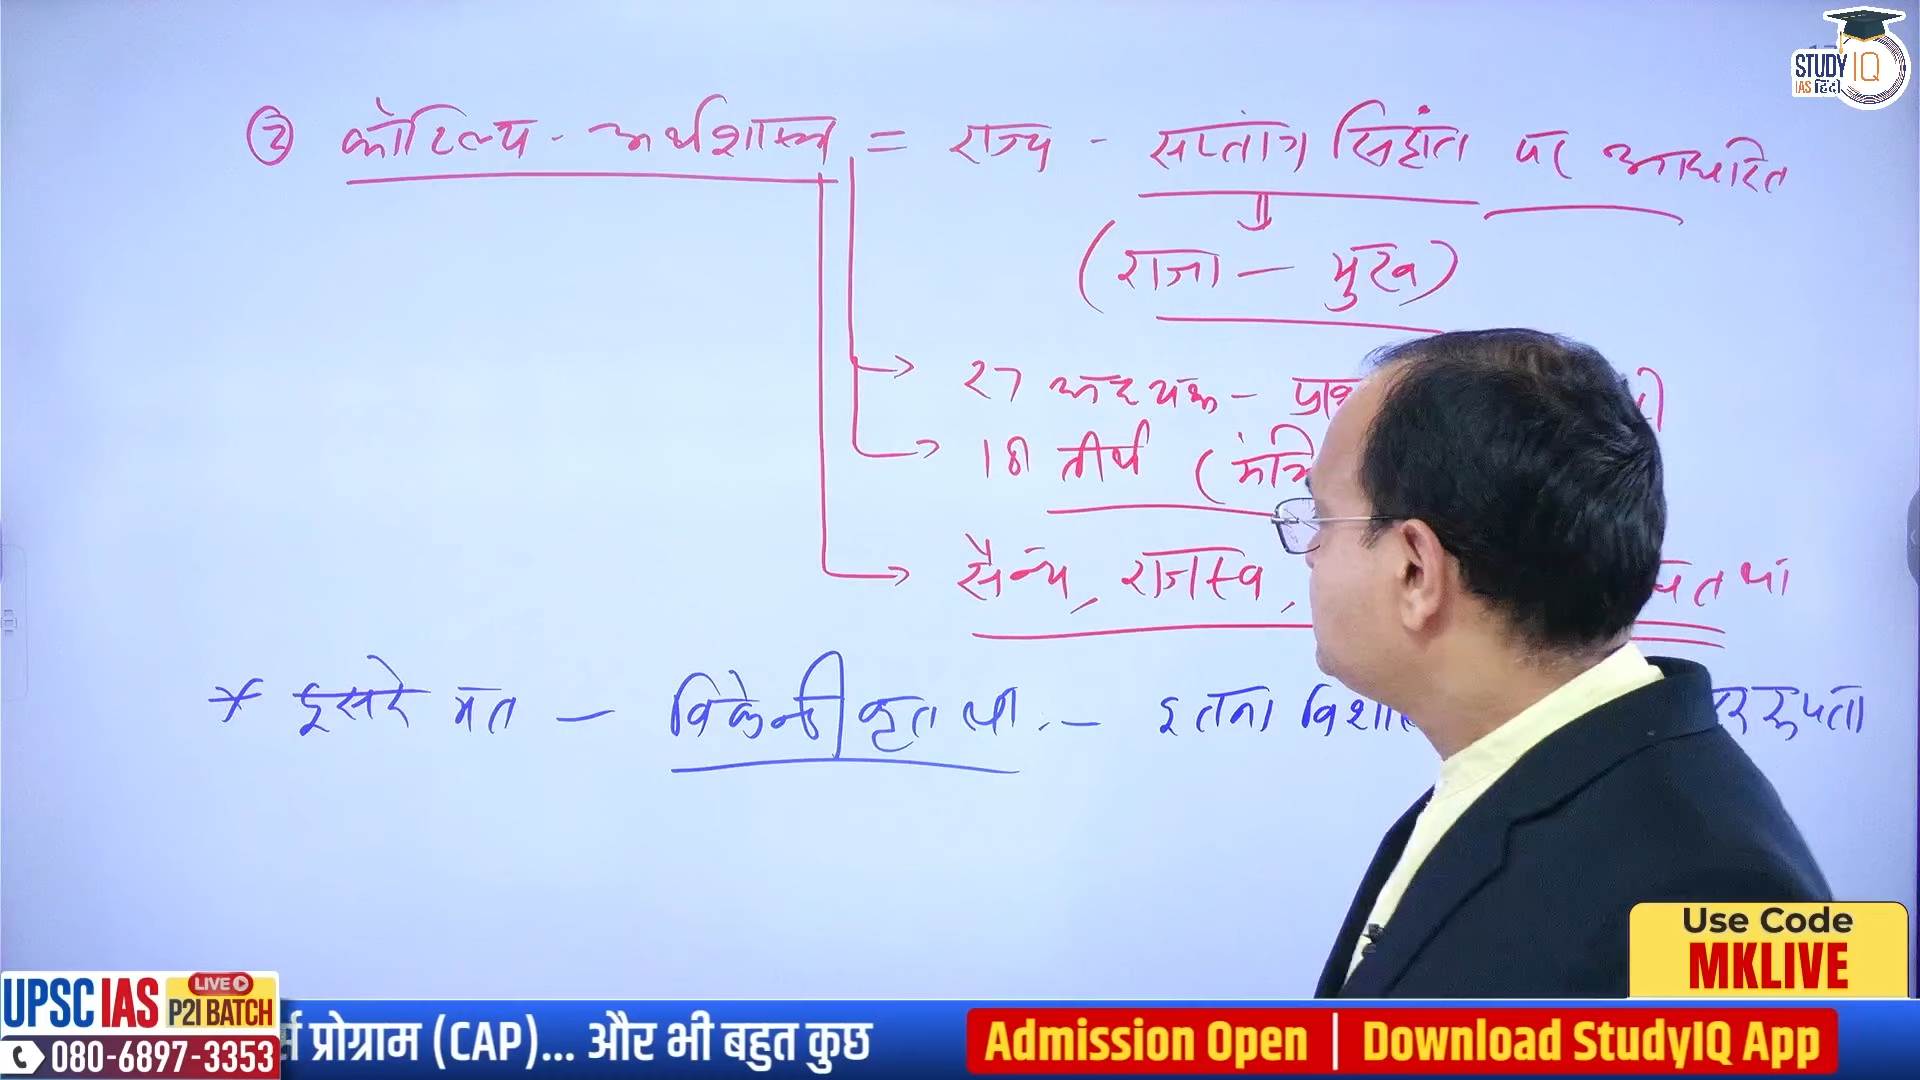 STUDY IQ
IAS हिंदी
② कौटिल्य - अर्थशास्त्र = राज्य - सप्तांग सिद्धांत पर आधारित
(राजा - मुख्य)
27 अध्यक्ष -
18 तीर्थ (मंत्रि
सैन्य, राजस्व,
* दूसरे मत - विकेन्द्रीकृत था - इतना
Use Code
MKLIVE
UPSC IAS LIVE P2I BATCH
र्स प्रोग्राम (CAP)... और भी बहुत कुछ
Admission Open | Download StudyIQ App
080-6897-3353